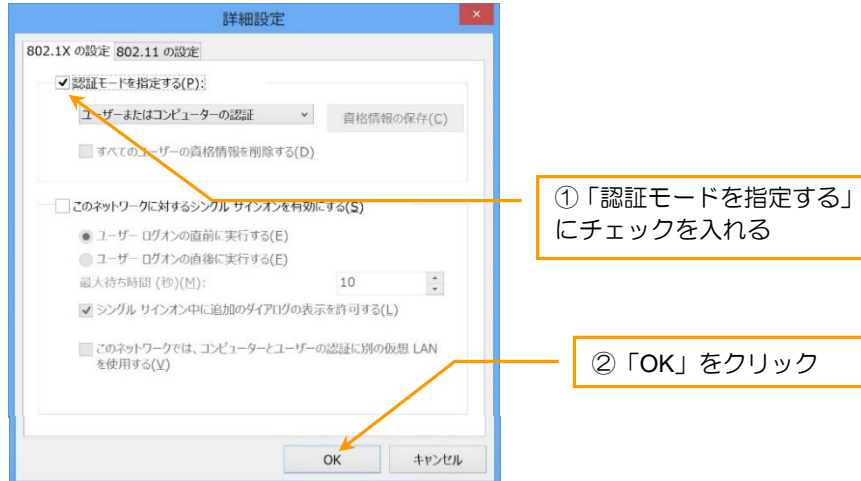 詳細設定
802.1X の設定 802.11 の設定
認証モードを指定する(P):
ユーザーまたはコンピューターの認証
資格情報の保存(C)
すべてのユーザーの資格情報を削除する(D)
このネットワークに対するシングル サインオンを有効にする(S)
ユーザー ログオンの直前に実行する(E)
ユーザー ログオンの直後に実行する(E)
最大待ち時間 (秒)(M):
10
シングル サインオン中に追加のダイアログの表示を許可する(L)
このネットワークでは、コンピューターとユーザーの認証に別の仮想 LAN
を使用する(V)
OK
キャンセル
①「認証モードを指定する」
にチェックを入れる
②「OK」をクリック